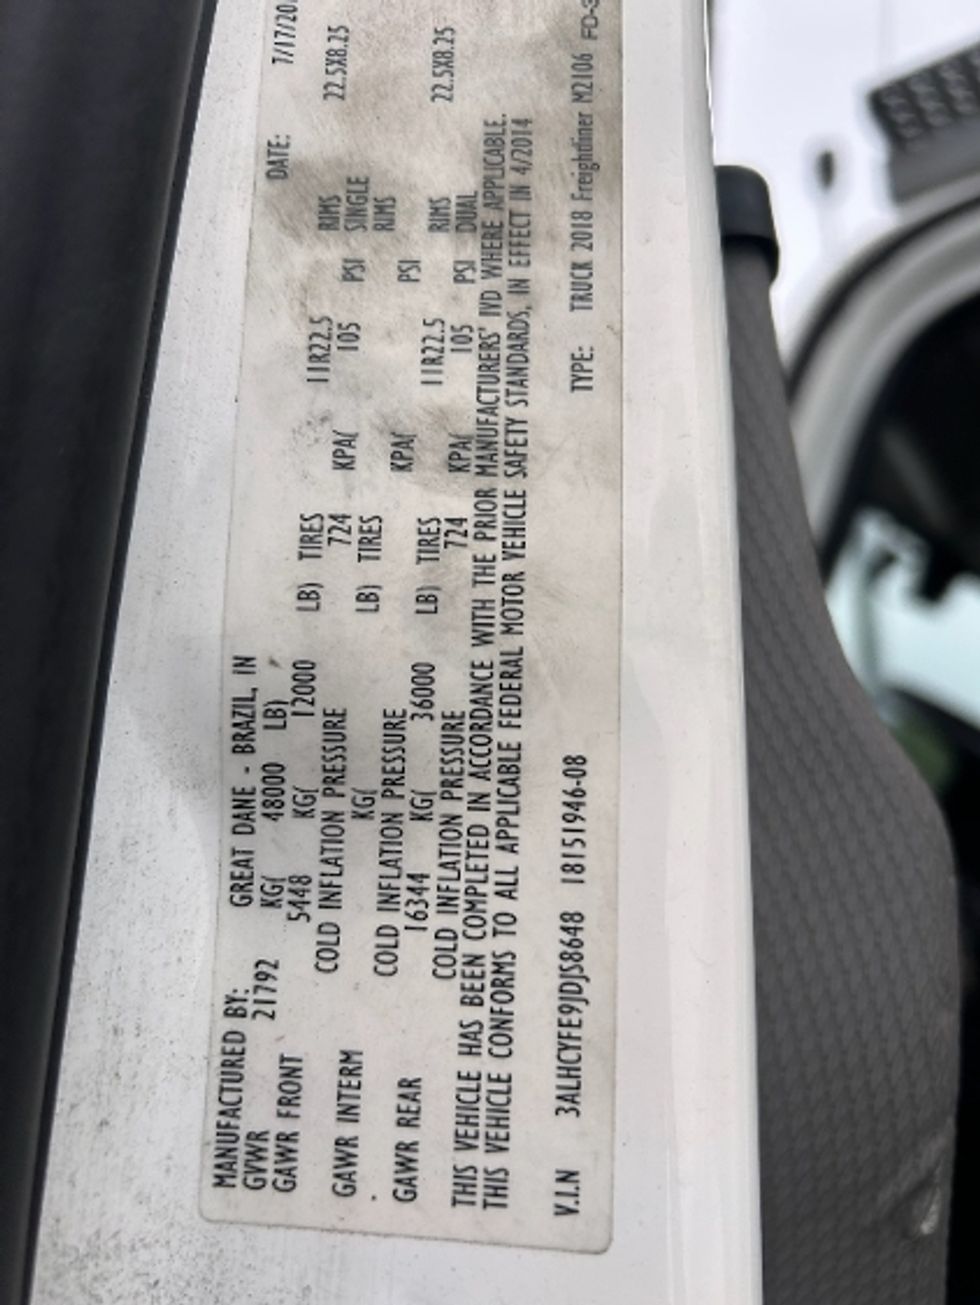 MANUFACTURED BY: GREAT DANE - BRAZIL, IN DATE: 7/17/20
GVWR 21792 KG( 48000 LB)
GAWR FRONT 5448 KG( 12000 LB) TIRES 11R22.5 RIMS 22.5X8.25
COLD INFLATION PRESSURE 724 KPA( 105 PSI SINGLE
GAWR INTERM KG( LB) TIRES RIMS
COLD INFLATION PRESSURE KPA( PSI
GAWR REAR 16344 KG( 36000 LB) TIRES 11R22.5 RIMS 22.5X8.25
COLD INFLATION PRESSURE 724 KPA( 105 PSI DUAL
THIS VEHICLE HAS BEEN COMPLETED IN ACCORDANCE WITH THE PRIOR MANUFACTURERS' IVD WHERE APPLICABLE.
THIS VEHICLE CONFORMS TO ALL APPLICABLE FEDERAL MOTOR VEHICLE SAFETY STANDARDS, IN EFFECT IN 4/2014
V.I.N 3ALHCYFE9JDJS8648 18151946-08 TYPE: TRUCK 2018 Freightliner M2106 FD-3